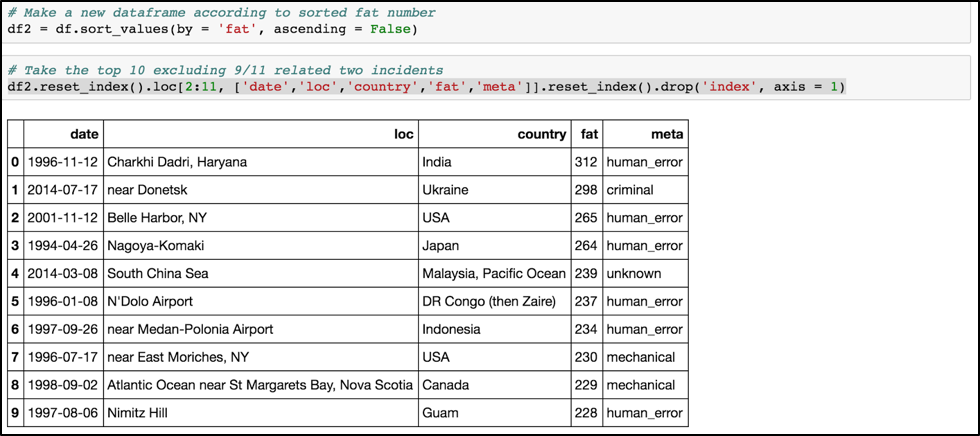 # Make a new dataframe according to sorted fat number
df2 = df.sort_values(by = 'fat', ascending = False)
# Take the top 10 excluding 9/11 related two incidents
df2.reset_index().loc[2:11, ['date','loc','country','fat','meta']].reset_index().drop('index', axis = 1)
date loc country fat meta
0 1996-11-12 Charkhi Dadri, Haryana India 312 human_error
1 2014-07-17 near Donetsk Ukraine 298 criminal
2 2001-11-12 Belle Harbor, NY USA 265 human_error
3 1994-04-26 Nagoya-Komaki Japan 264 human_error
4 2014-03-08 South China Sea Malaysia, Pacific Ocean 239 unknown
5 1996-01-08 N'Dolo Airport DR Congo (then Zaire) 237 human_error
6 1997-09-26 near Medan-Polonia Airport Indonesia 234 human_error
7 1996-07-17 near East Moriches, NY USA 230 mechanical
8 1998-09-02 Atlantic Ocean near St Margarets Bay, Nova Scotia Canada 229 mechanical
9 1997-08-06 Nimitz Hill Guam 228 human_error